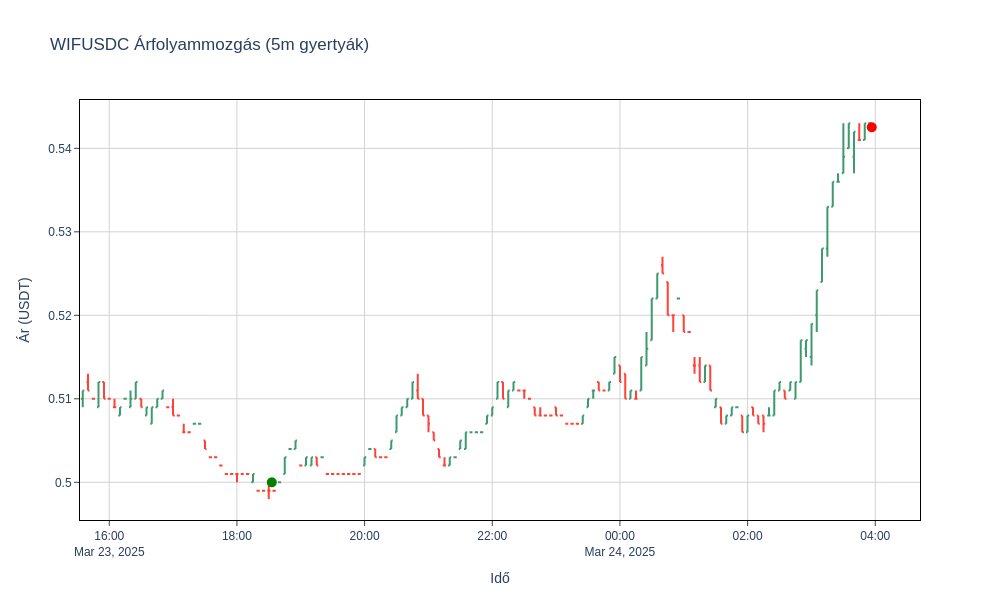 WIFUSDC Árfolyammozgás (5m gyertyák)
Ár (USDT)
0.54
0.53
0.52
0.51
0.5
16:00
Mar 23, 2025
18:00
20:00
22:00
00:00
Mar 24, 2025
02:00
04:00
Idő